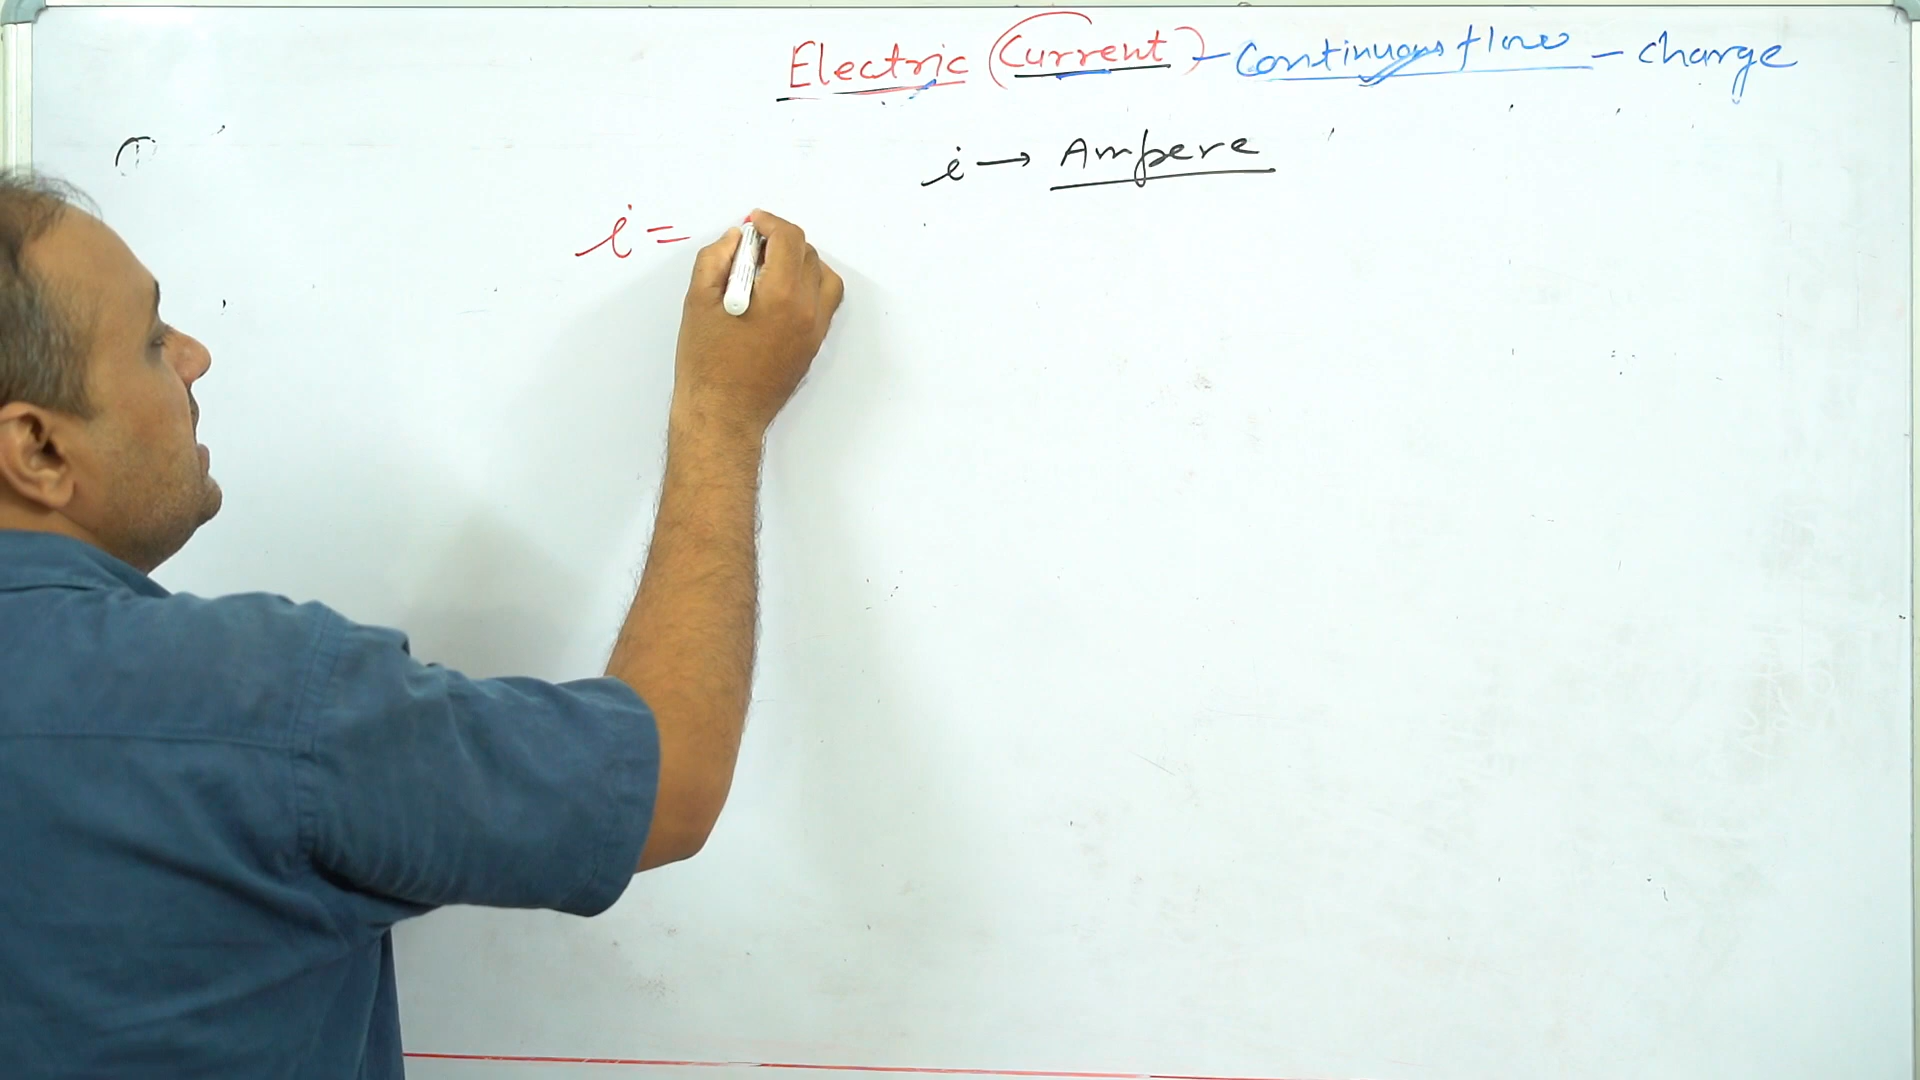 Electric (Current) - Continuous flow - charge
i → Ampere
i =